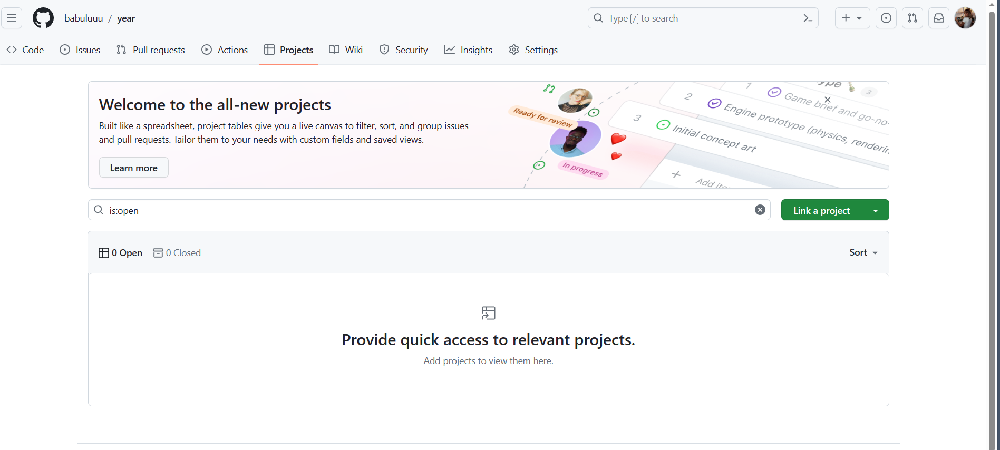 babuluuu / year
Type / to search
Code Issues Pull requests Actions Projects Wiki Security Insights Settings
Welcome to the all-new projects
Built like a spreadsheet, project tables give you a live canvas to filter, sort, and group issues
and pull requests. Tailor them to your needs with custom fields and saved views.
Learn more
Ready for review
In progress
3
1 Game brief and go-no-
2 Engine prototype (physics, renderin
3 Initial concept art
+ Add ite
is:open
Link a project
0 Open 0 Closed
Sort
Provide quick access to relevant projects.
Add projects to view them here.